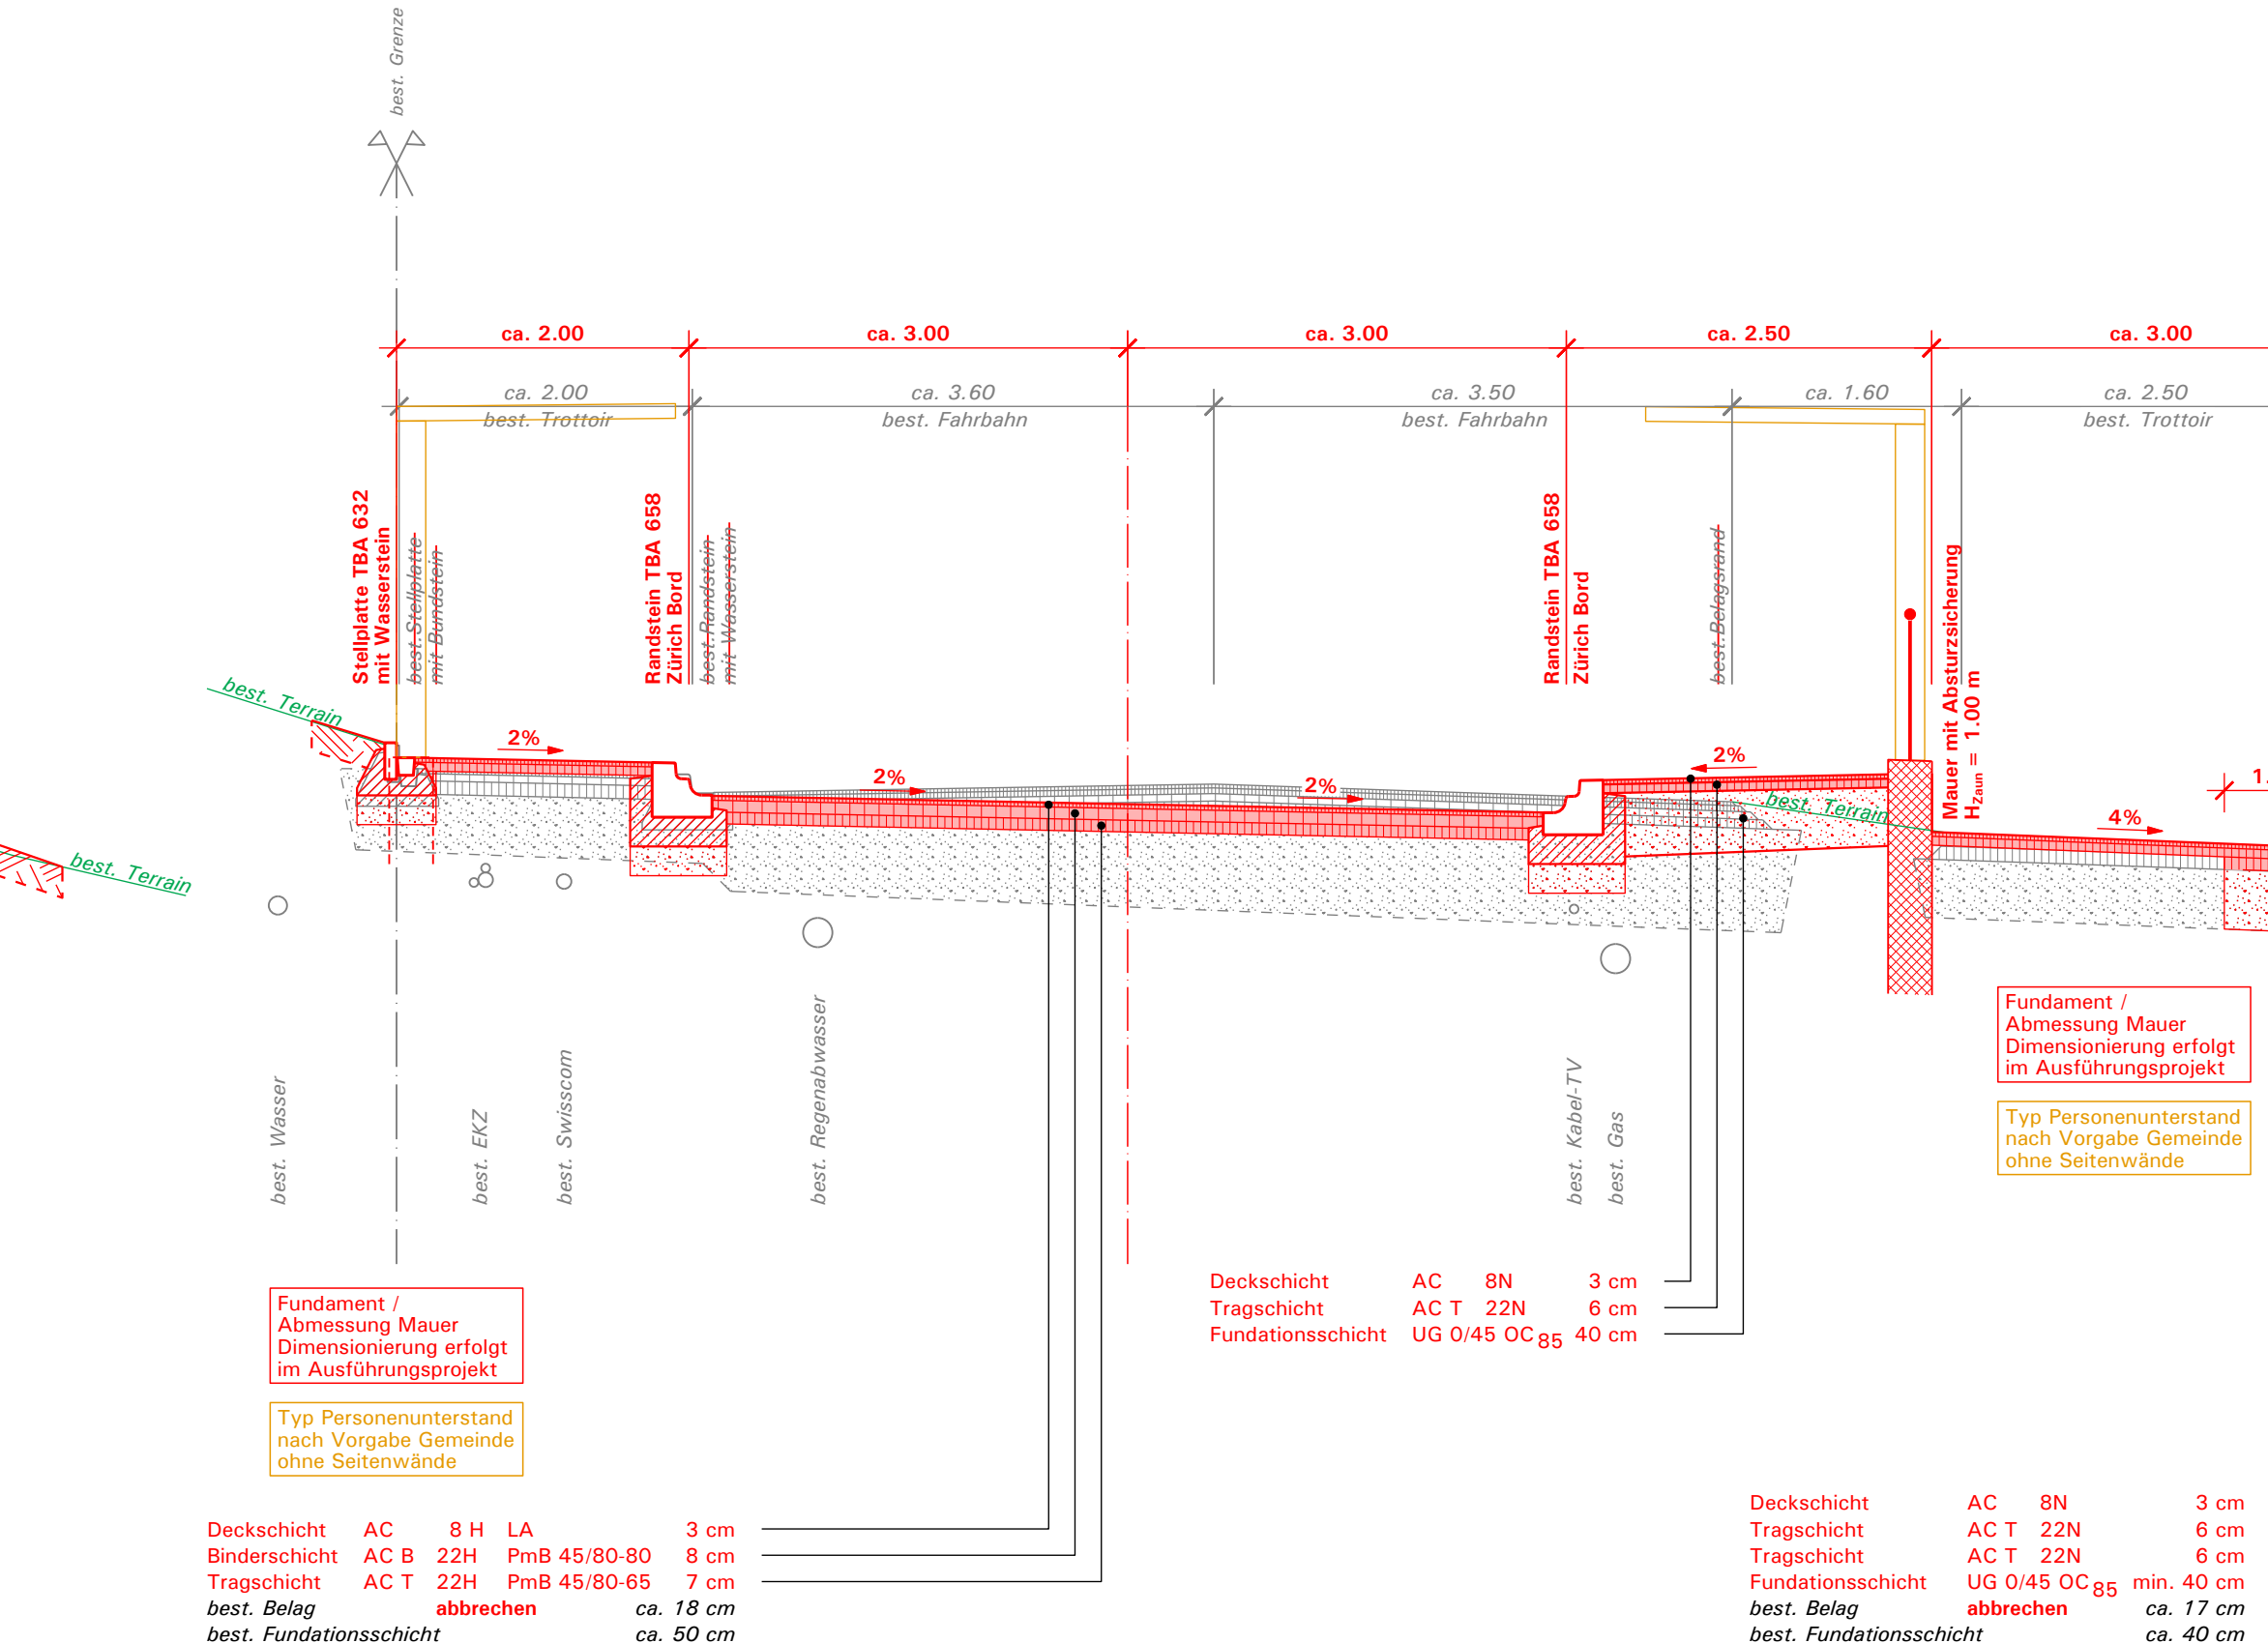 best. Grenze
ca. 2.00
ca. 3.00
ca. 3.00
ca. 2.50
ca. 3.00
ca. 2.00
best. Trottoir
ca. 3.60
best. Fahrbahn
ca. 3.50
best. Fahrbahn
ca. 1.60
ca. 2.50
best. Trottoir
Stellplatte TBA 632
mit Wasserstein
best.Stellplatte
mit Bundstein
Randstein TBA 658
Zürich Bord
best.Randstein
mit Wasserstein
Randstein TBA 658
Zürich Bord
best.Belagsrand
Mauer mit Absturzsicherung
HZaun = 1.00 m
best. Terrain
best. Terrain
best. Terrain
2%
2%
2%
2%
4%
1.
best. Wasser
best. EKZ
best. Swisscom
best. Regenabwasser
best. Kabel-TV
best. Gas
Fundament /
Abmessung Mauer
Dimensionierung erfolgt
im Ausführungsprojekt
Typ Personenunterstand
nach Vorgabe Gemeinde
ohne Seitenwände
Deckschicht AC 8N 3 cm
Tragschicht AC T 22N 6 cm
Fundationsschicht UG 0/45 OC85 40 cm
Fundament /
Abmessung Mauer
Dimensionierung erfolgt
im Ausführungsprojekt
Typ Personenunterstand
nach Vorgabe Gemeinde
ohne Seitenwände
Deckschicht AC 8 H LA 3 cm
Binderschicht AC B 22H PmB 45/80-80 8 cm
Tragschicht AC T 22H PmB 45/80-65 7 cm
best. Belag abbrechen ca. 18 cm
best. Fundationsschicht ca. 50 cm
Deckschicht AC 8N 3 cm
Tragschicht AC T 22N 6 cm
Tragschicht AC T 22N 6 cm
Fundationsschicht UG 0/45 OC85 min. 40 cm
best. Belag abbrechen ca. 17 cm
best. Fundationsschicht ca. 40 cm